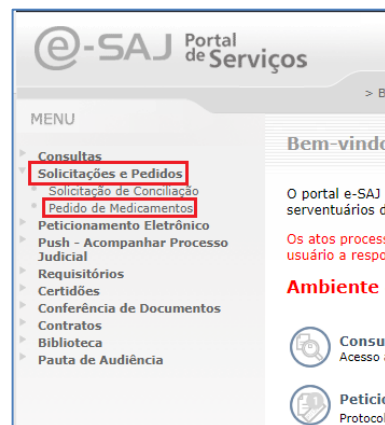 e-SAJ Portal de Serviços
> B
MENU
Bem-vindo
Consultas
Solicitações e Pedidos
Solicitação de Conciliação
Pedido de Medicamentos
Peticionamento Eletrônico
Push - Acompanhar Processo
Judicial
Requisitórios
Certidões
Conferência de Documentos
Contratos
Biblioteca
Pauta de Audiência
O portal e-SAJ
serventuários d
Os atos process
usuário a respo
Ambiente
Consu
Acesso a
Peticio
Protocol